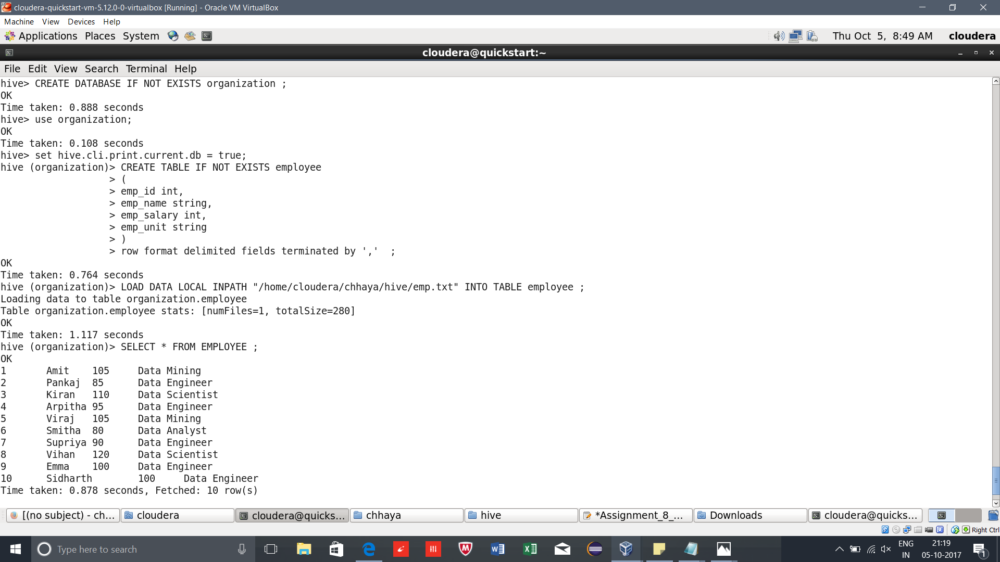 cloudera-quickstart-vm-5.12.0-0-virtualbox [Running] - Oracle VM VirtualBox
Machine View Devices Help
Applications Places System Thu Oct 5, 8:49 AM cloudera
cloudera@quickstart:~
File Edit View Search Terminal Help
hive> CREATE DATABASE IF NOT EXISTS organization ;
OK
Time taken: 0.888 seconds
hive> use organization;
OK
Time taken: 0.108 seconds
hive> set hive.cli.print.current.db = true;
hive (organization)> CREATE TABLE IF NOT EXISTS employee
> (
> emp_id int,
> emp_name string,
> emp_salary int,
> emp_unit string
> )
> row format delimited fields terminated by ',' ;
OK
Time taken: 0.764 seconds
hive (organization)> LOAD DATA LOCAL INPATH "/home/cloudera/chhaya/hive/emp.txt" INTO TABLE employee ;
Loading data to table organization.employee
Table organization.employee stats: [numFiles=1, totalSize=280]
OK
Time taken: 1.117 seconds
hive (organization)> SELECT * FROM EMPLOYEE ;
OK
1 Amit 105 Data Mining
2 Pankaj 85 Data Engineer
3 Kiran 110 Data Scientist
4 Arpitha 95 Data Engineer
5 Viraj 105 Data Mining
6 Smitha 80 Data Analyst
7 Supriya 90 Data Engineer
8 Vihan 120 Data Scientist
9 Emma 100 Data Engineer
10 Sidharth 100 Data Engineer
Time taken: 0.878 seconds, Fetched: 10 row(s)
[(no subject) - ch... cloudera cloudera@quicks... chhaya hive *Assignment_8_... Downloads cloudera@quicks...
Right Ctrl
Type here to search ENG 21:19
IN 05-10-2017 1